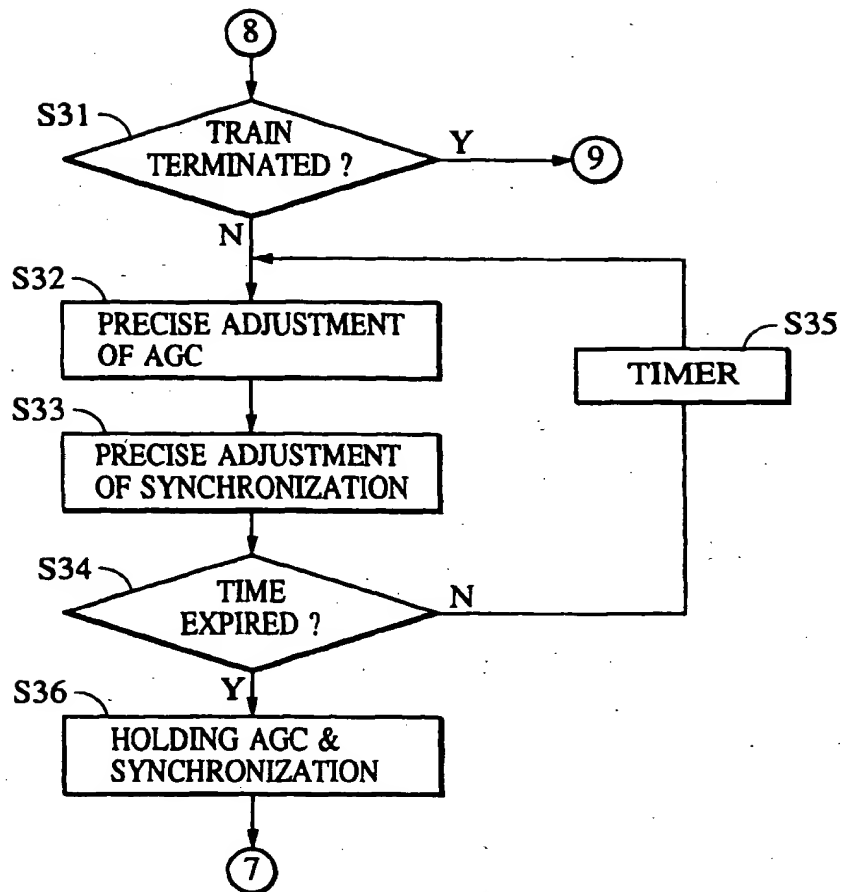 8
S31
TRAIN
TERMINATED ?
Y
9
N
S32
PRECISE ADJUSTMENT
OF AGC
S35
TIMER
S33
PRECISE ADJUSTMENT
OF SYNCHRONIZATION
S34
TIME
EXPIRED ?
N
Y
S36
HOLDING AGC &
SYNCHRONIZATION
7